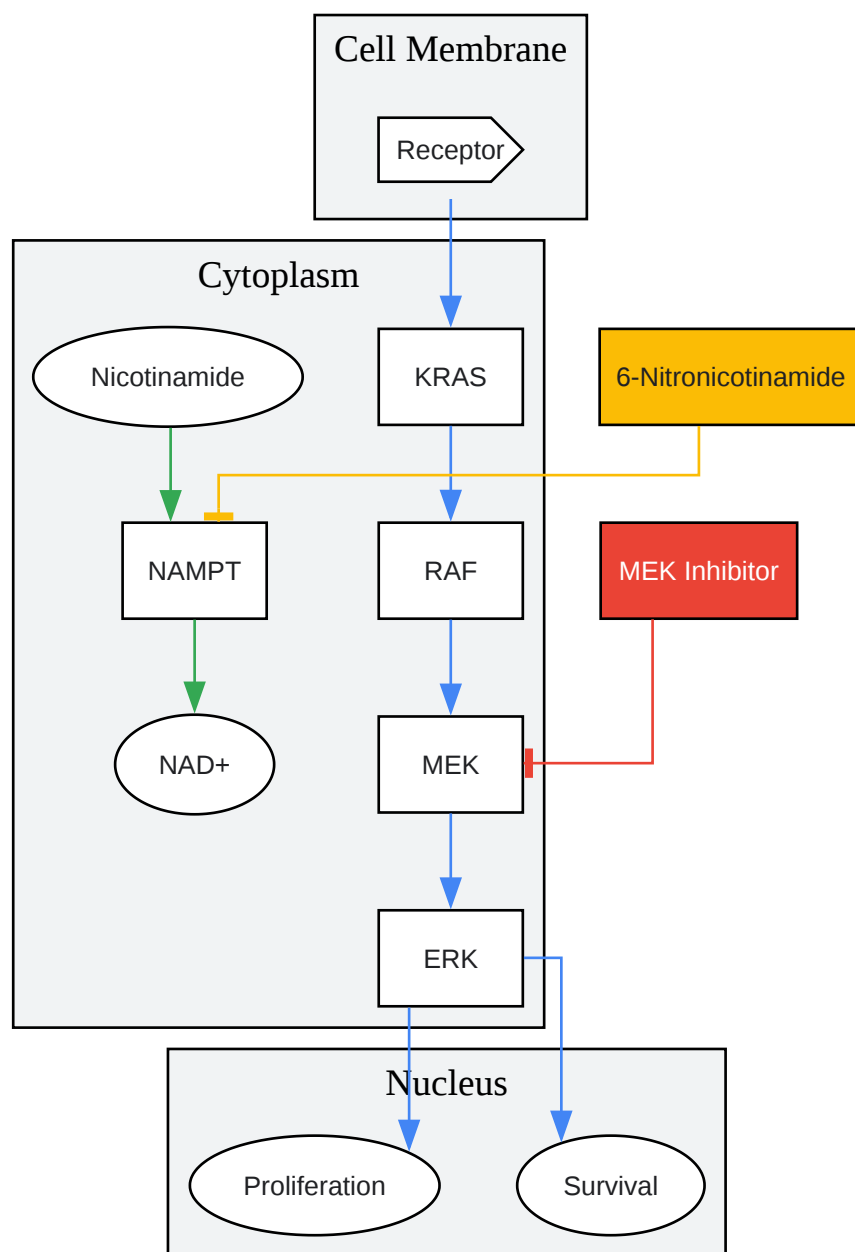 Cell Membrane
Receptor
Cytoplasm
Nicotinamide
KRAS
6-Nitronicotinamide
NAMPT
RAF
MEK Inhibitor
NAD+
MEK
ERK
Nucleus
Proliferation
Survival